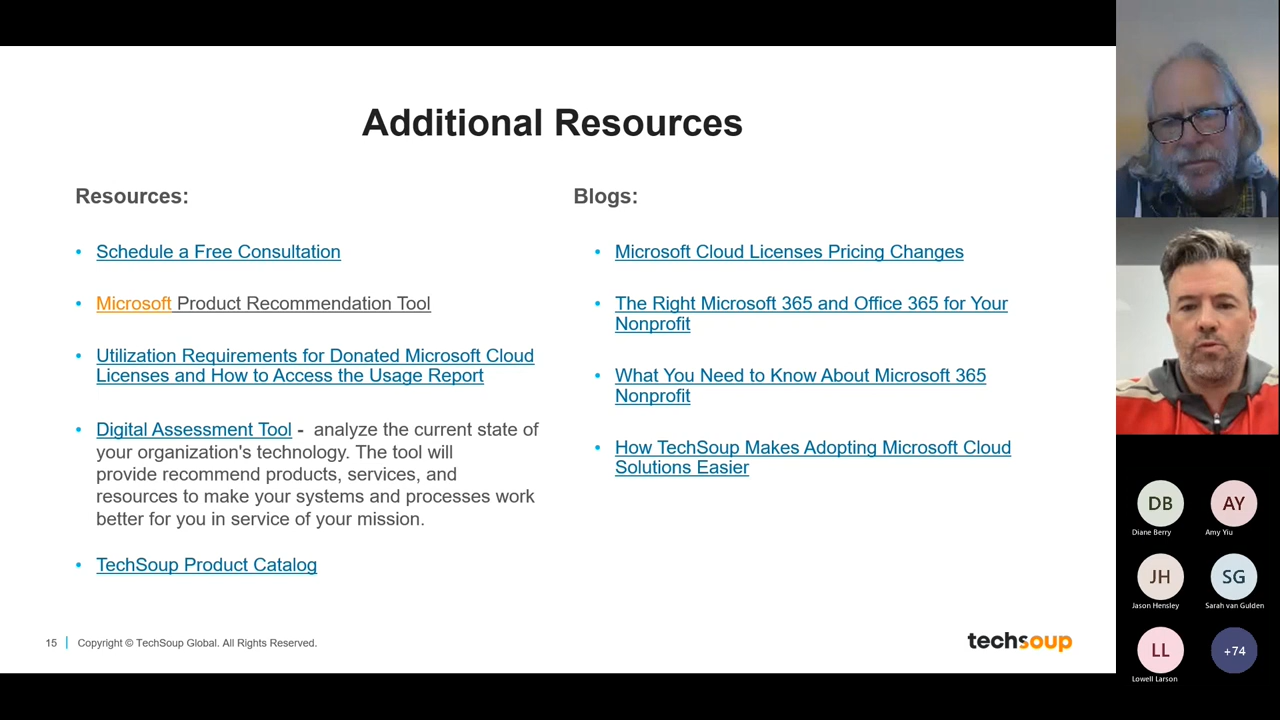 Additional Resources
Resources:
• Schedule a Free Consultation
• Microsoft Product Recommendation Tool
• Utilization Requirements for Donated Microsoft Cloud
Licenses and How to Access the Usage Report
• Digital Assessment Tool - analyze the current state of
your organization's technology. The tool will
provide recommend products, services, and
resources to make your systems and processes work
better for you in service of your mission.
• TechSoup Product Catalog
Blogs:
• Microsoft Cloud Licenses Pricing Changes
• The Right Microsoft 365 and Office 365 for Your
Nonprofit
• What You Need to Know About Microsoft 365
Nonprofit
• How TechSoup Makes Adopting Microsoft Cloud
Solutions Easier
15 | Copyright © TechSoup Global. All Rights Reserved.
techsoup
DB AY
Diane Berry Amy Yiu
JH SG
Jason Hensley Sarah van Gulden
LL +74
Lowell Larson